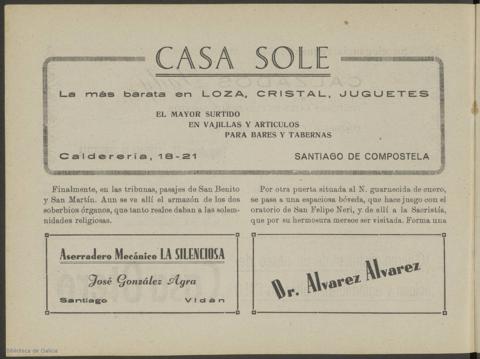 CASA SOLE
La más barata en LOZA, CRISTAL, JUGUETES
EL MAYOR SURTIDO
EN VAJILLAS Y ARTICULOS
PARA BARES Y TABERNAS
Calderería, 18-21 SANTIAGO DE COMPOSTELA
Finalmente, en las tribunas, pasajes de San Benito
y San Martín. Aun se ve allí el armazón de los dos
soberbios órganos, que tanto realce daban a las solem-
nidades religiosas.
Por otra puerta situada al N. guarnecida de cuero,
se pasa a una espaciosa bóveda, que hace juego con el
oratorio de San Felipe Neri, y de allí a la Sacristía,
que por su hermosura merece ser visitada. Forma una
Aserradero Mecánico LA SILENCIOSA
José González Agra
Santiago Vidán
Dr. Alvarez Alvarez
Biblioteca de Galicia